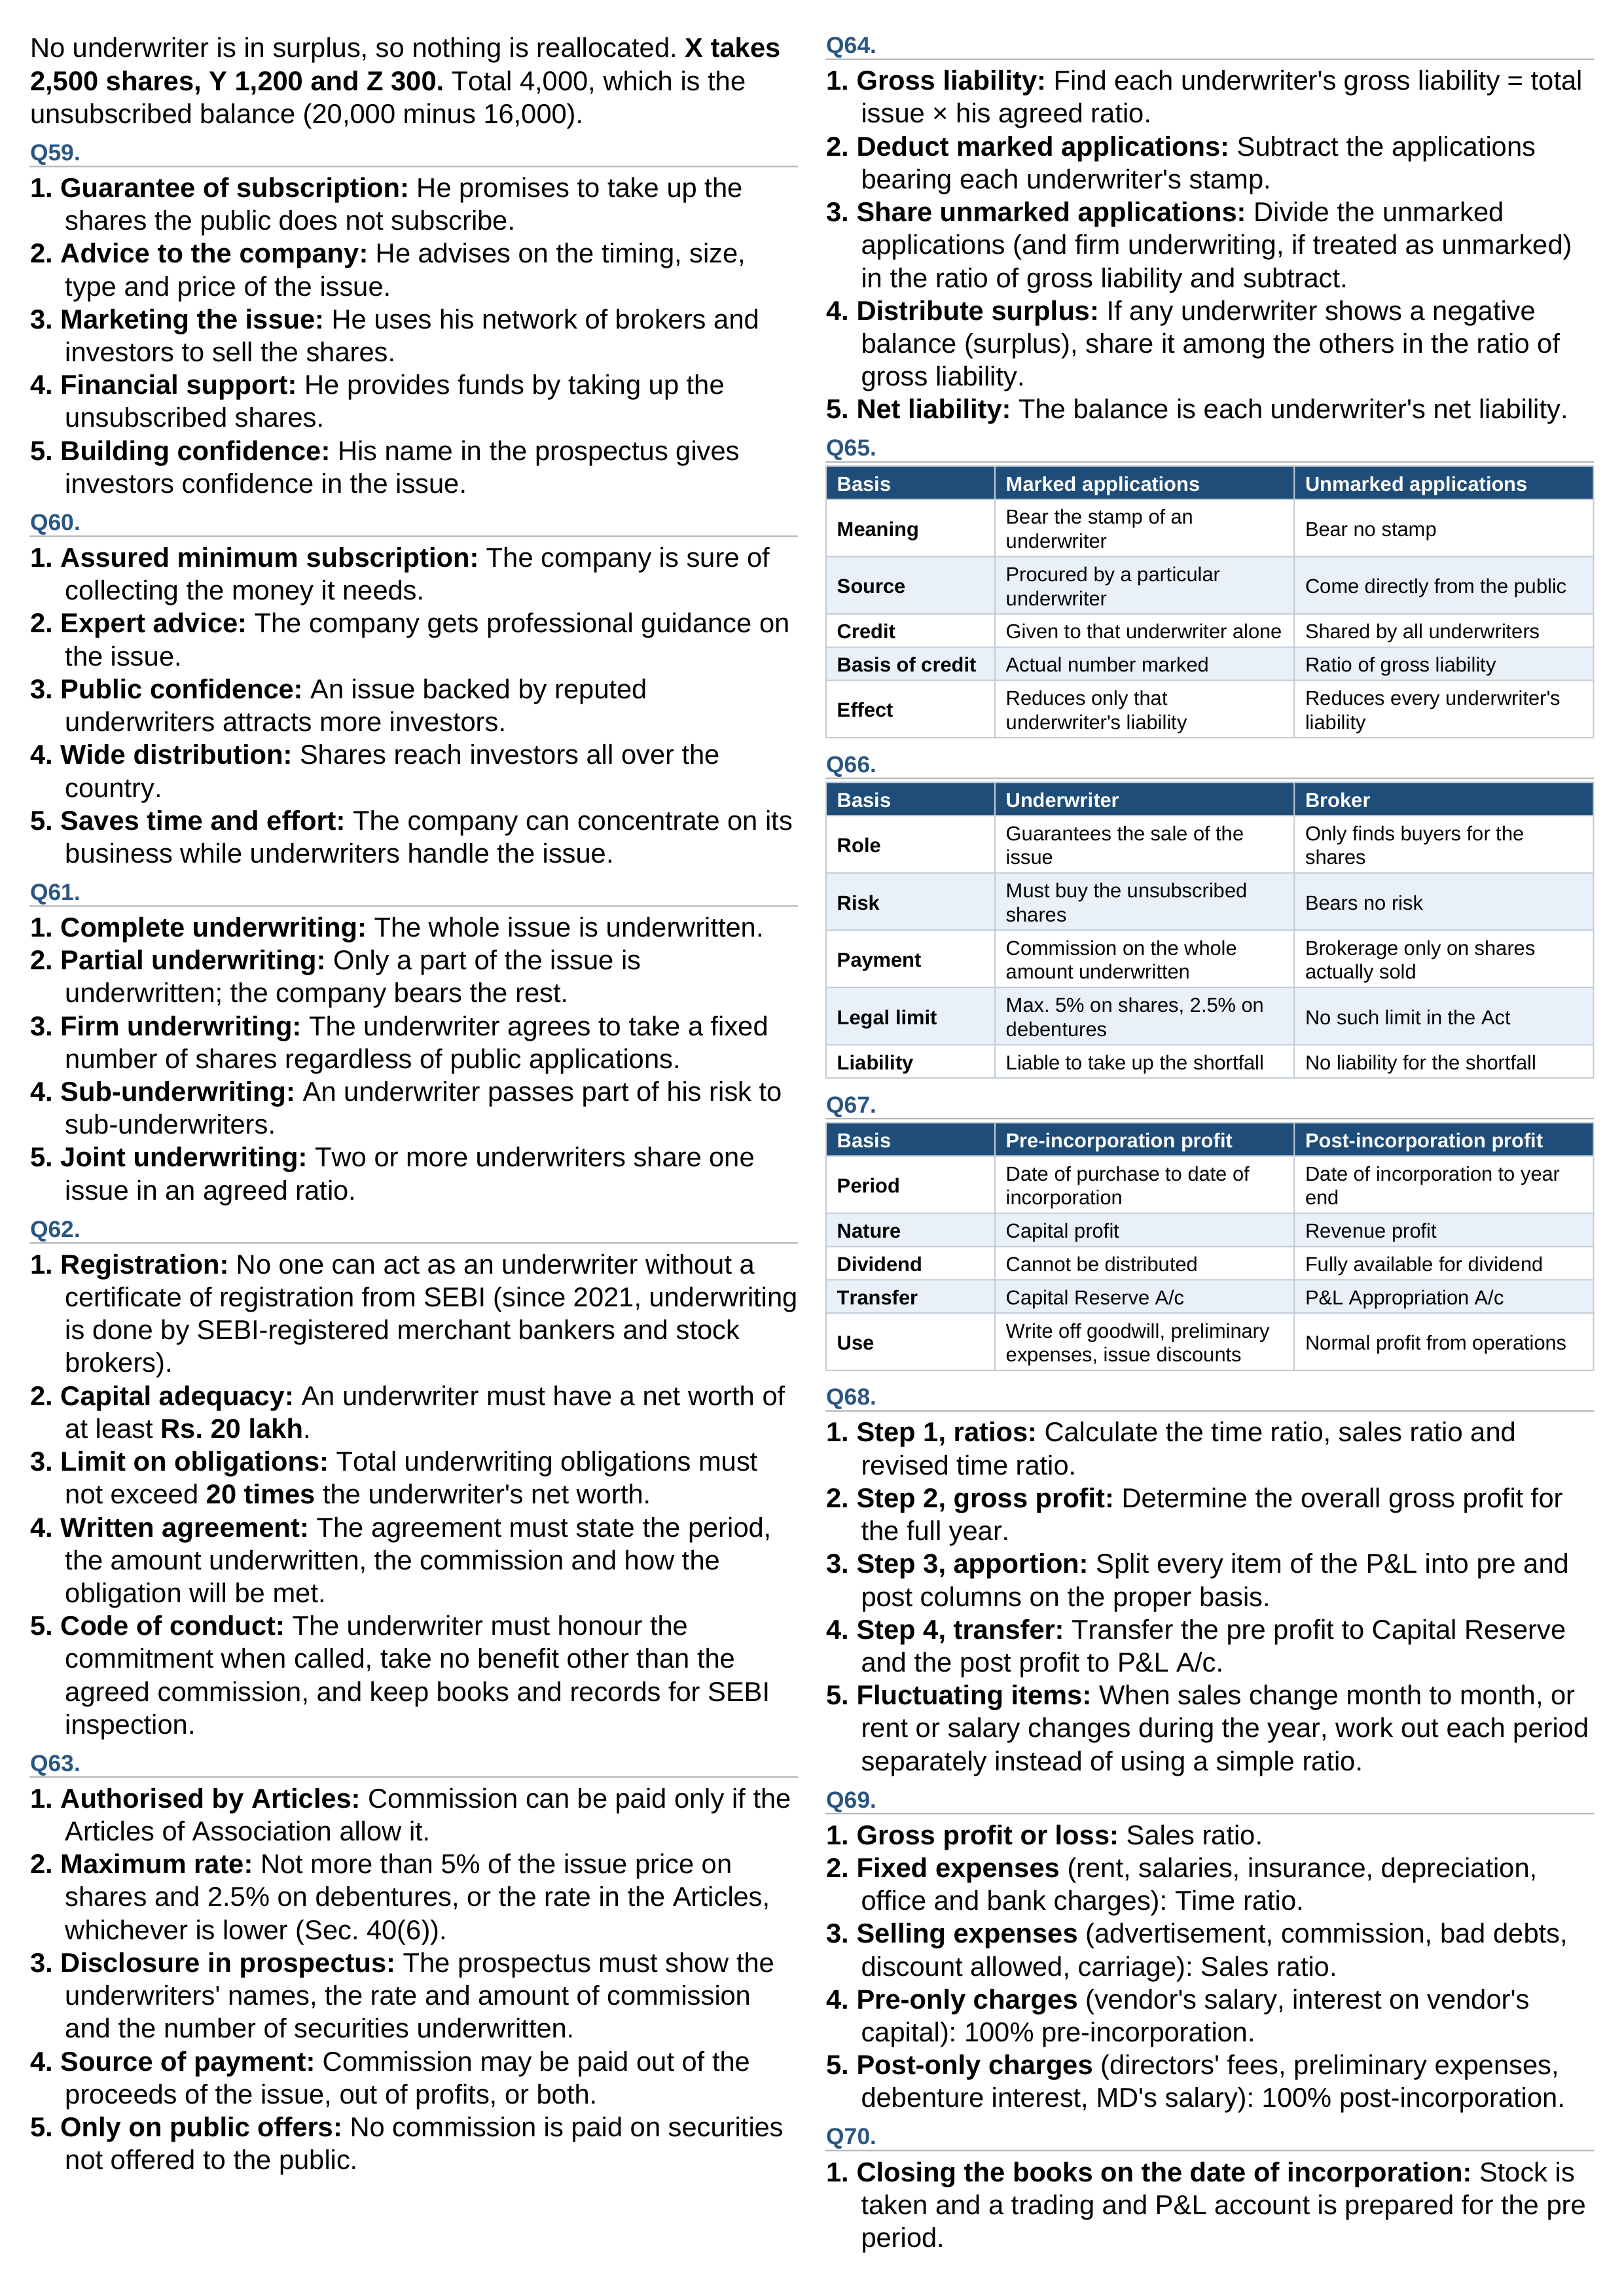 No underwriter is in surplus, so nothing is reallocated. X takes
2,500 shares, Y 1,200 and Z 300. Total 4,000, which is the
unsubscribed balance (20,000 minus 16,000).
Q59.
1. Guarantee of subscription: He promises to take up the
shares the public does not subscribe.
2. Advice to the company: He advises on the timing, size,
type and price of the issue.
3. Marketing the issue: He uses his network of brokers and
investors to sell the shares.
4. Financial support: He provides funds by taking up the
unsubscribed shares.
5. Building confidence: His name in the prospectus gives
investors confidence in the issue.
Q60.
1. Assured minimum subscription: The company is sure of
collecting the money it needs.
2. Expert advice: The company gets professional guidance on
the issue.
3. Public confidence: An issue backed by reputed
underwriters attracts more investors.
4. Wide distribution: Shares reach investors all over the
country.
5. Saves time and effort: The company can concentrate on its
business while underwriters handle the issue.
Q61.
1. Complete underwriting: The whole issue is underwritten.
2. Partial underwriting: Only a part of the issue is
underwritten; the company bears the rest.
3. Firm underwriting: The underwriter agrees to take a fixed
number of shares regardless of public applications.
4. Sub-underwriting: An underwriter passes part of his risk to
sub-underwriters.
5. Joint underwriting: Two or more underwriters share one
issue in an agreed ratio.
Q62.
1. Registration: No one can act as an underwriter without a
certificate of registration from SEBI (since 2021, underwriting
is done by SEBI-registered merchant bankers and stock
brokers).
2. Capital adequacy: An underwriter must have a net worth of
at least Rs. 20 lakh.
3. Limit on obligations: Total underwriting obligations must
not exceed 20 times the underwriter's net worth.
4. Written agreement: The agreement must state the period,
the amount underwritten, the commission and how the
obligation will be met.
5. Code of conduct: The underwriter must honour the
commitment when called, take no benefit other than the
agreed commission, and keep books and records for SEBI
inspection.
Q63.
1. Authorised by Articles: Commission can be paid only if the
Articles of Association allow it.
2. Maximum rate: Not more than 5% of the issue price on
shares and 2.5% on debentures, or the rate in the Articles,
whichever is lower (Sec. 40(6)).
3. Disclosure in prospectus: The prospectus must show the
underwriters' names, the rate and amount of commission
and the number of securities underwritten.
4. Source of payment: Commission may be paid out of the
proceeds of the issue, out of profits, or both.
5. Only on public offers: No commission is paid on securities
not offered to the public.
Q64.
1. Gross liability: Find each underwriter's gross liability = total
issue × his agreed ratio.
2. Deduct marked applications: Subtract the applications
bearing each underwriter's stamp.
3. Share unmarked applications: Divide the unmarked
applications (and firm underwriting, if treated as unmarked)
in the ratio of gross liability and subtract.
4. Distribute surplus: If any underwriter shows a negative
balance (surplus), share it among the others in the ratio of
gross liability.
5. Net liability: The balance is each underwriter's net liability.
Q65.
Basis Marked applications Unmarked applications
Meaning Bear the stamp of an underwriter Bear no stamp
Source Procured by a particular underwriter Come directly from the public
Credit Given to that underwriter alone Shared by all underwriters
Basis of credit Actual number marked Ratio of gross liability
Effect Reduces only that underwriter's liability Reduces every underwriter's liability
Q66.
Basis Underwriter Broker
Role Guarantees the sale of the issue Only finds buyers for the shares
Risk Must buy the unsubscribed shares Bears no risk
Payment Commission on the whole amount underwritten Brokerage only on shares actually sold
Legal limit Max. 5% on shares, 2.5% on debentures No such limit in the Act
Liability Liable to take up the shortfall No liability for the shortfall
Q67.
Basis Pre-incorporation profit Post-incorporation profit
Period Date of purchase to date of incorporation Date of incorporation to year end
Nature Capital profit Revenue profit
Dividend Cannot be distributed Fully available for dividend
Transfer Capital Reserve A/c P&L Appropriation A/c
Use Write off goodwill, preliminary expenses, issue discounts Normal profit from operations
Q68.
1. Step 1, ratios: Calculate the time ratio, sales ratio and
revised time ratio.
2. Step 2, gross profit: Determine the overall gross profit for
the full year.
3. Step 3, apportion: Split every item of the P&L into pre and
post columns on the proper basis.
4. Step 4, transfer: Transfer the pre profit to Capital Reserve
and the post profit to P&L A/c.
5. Fluctuating items: When sales change month to month, or
rent or salary changes during the year, work out each period
separately instead of using a simple ratio.
Q69.
1. Gross profit or loss: Sales ratio.
2. Fixed expenses (rent, salaries, insurance, depreciation,
office and bank charges): Time ratio.
3. Selling expenses (advertisement, commission, bad debts,
discount allowed, carriage): Sales ratio.
4. Pre-only charges (vendor's salary, interest on vendor's
capital): 100% pre-incorporation.
5. Post-only charges (directors' fees, preliminary expenses,
debenture interest, MD's salary): 100% post-incorporation.
Q70.
1. Closing the books on the date of incorporation: Stock is
taken and a trading and P&L account is prepared for the pre
period.